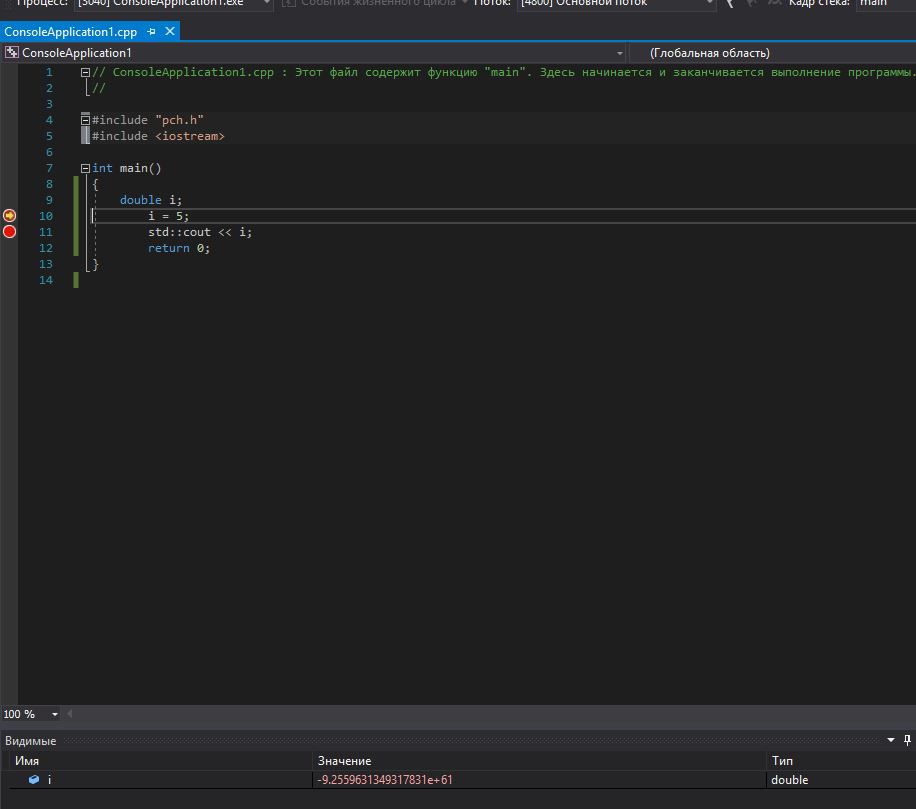 Процесс: [5040] ConsoleApplication1.exe События жизненного цикла Поток: [4800] Основной поток Кадр стека: main
ConsoleApplication1.cpp
ConsoleApplication1 (Глобальная область)
1 // ConsoleApplication1.cpp : Этот файл содержит функцию "main". Здесь начинается и заканчивается выполнение программы.
2 //
3
4 #include "pch.h"
5 #include <iostream>
6
7 int main()
8 {
9 double i;
10 i = 5;
11 std::cout << i;
12 return 0;
13 }
14
100 %
Видимые
Имя Значение Тип
i -9.2559631349317831e+61 double